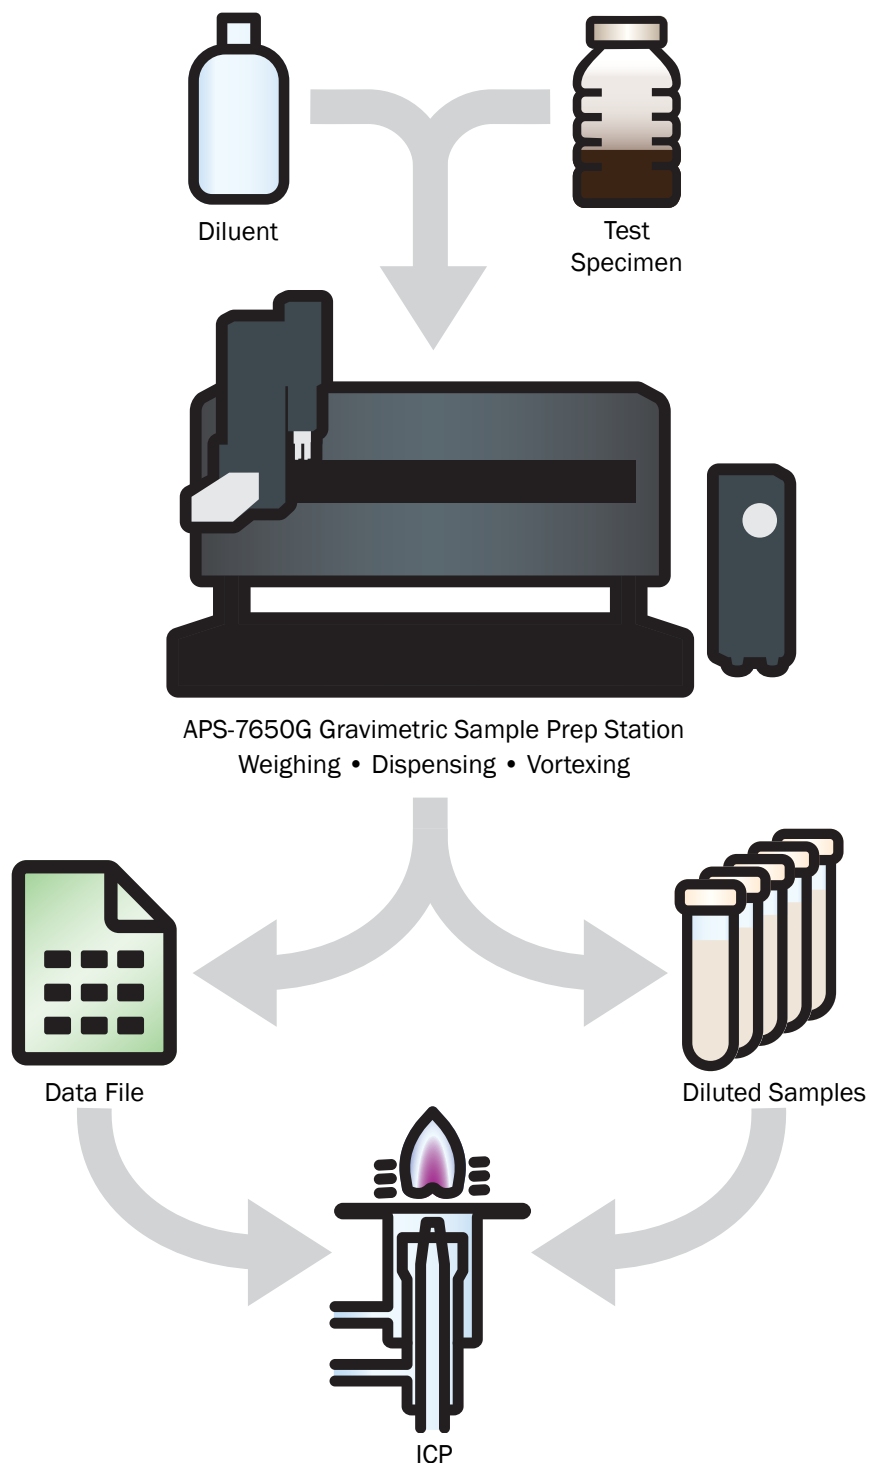 Diluent
Test
Specimen
APS-7650G Gravimetric Sample Prep Station
Weighing • Dispensing • Vortexing
Data File
Diluted Samples
ICP